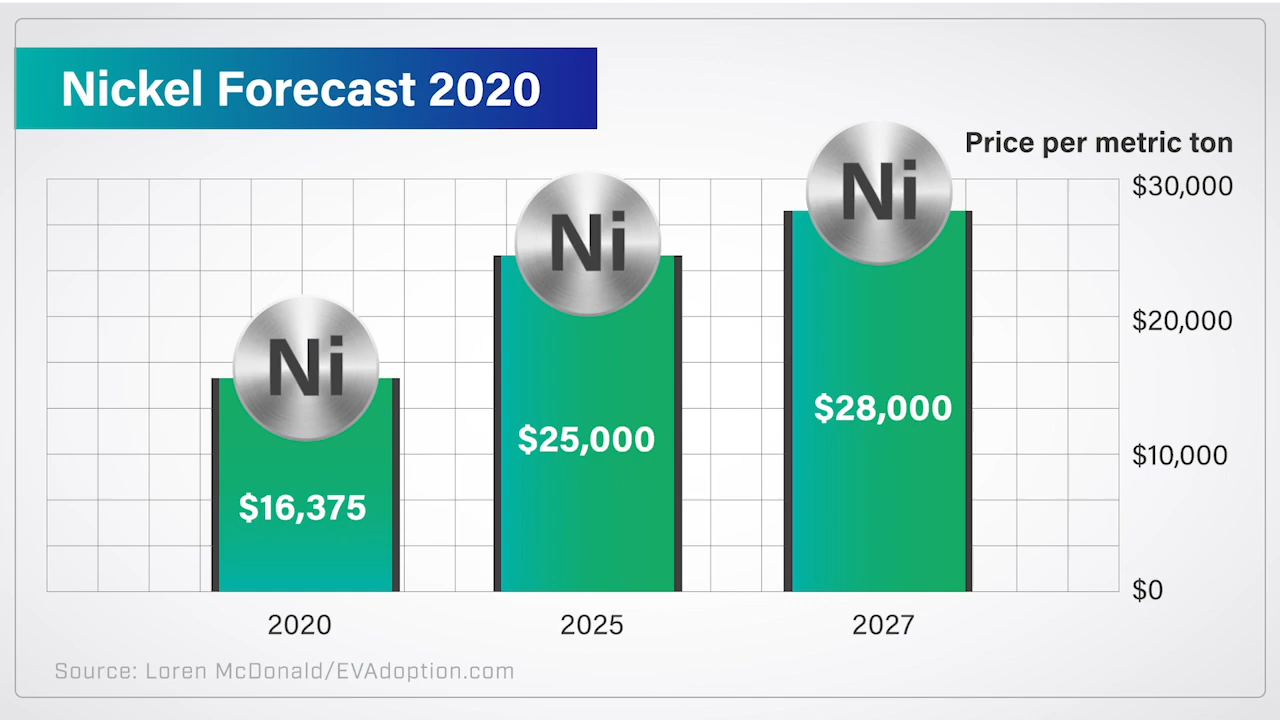 Nickel Forecast 2020
Price per metric ton
$30,000
$20,000
$10,000
$0
Ni
Ni
Ni
$16,375
$25,000
$28,000
2020
2025
2027
Source: Loren McDonald/EVAdoption.com